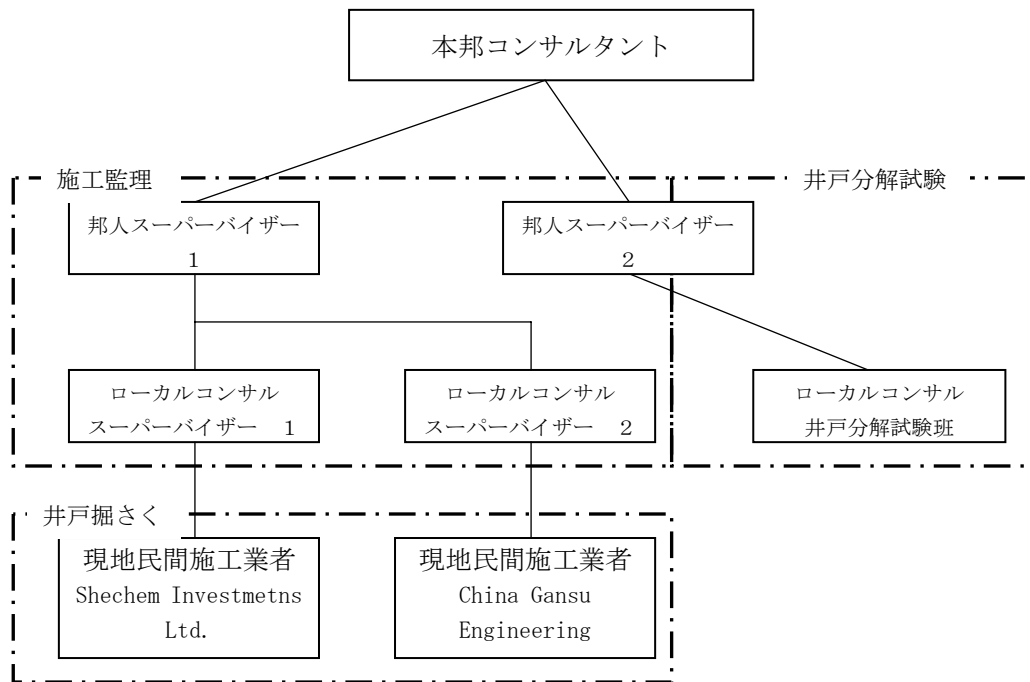 本邦コンサルタント
施工監理
井戸分解試験
邦人スーパーバイザー
1
邦人スーパーバイザー
2
ローカルコンサル
スーパーバイザー　1
ローカルコンサル
スーパーバイザー　2
ローカルコンサル
井戸分解試験班
井戸掘さく
現地民間施工業者
Shechem Investmetns
Ltd.
現地民間施工業者
China Gansu
Engineering